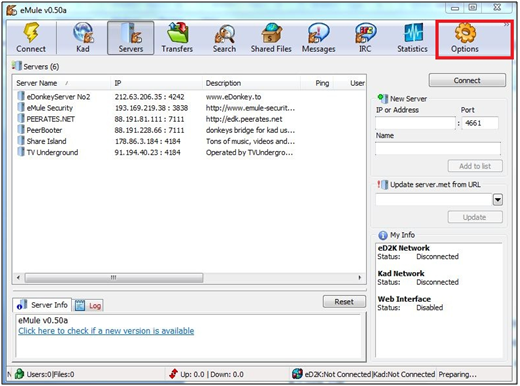 eMule v0.50a
Connect Kad Servers Transfers Search Shared Files Messages IRC Statistics Options
Servers (6)
Server Name IP Description Ping User
eDonkeyServer No2 212.63.206.35 : 4242 www.eDonkey.to
eMule Security 193.169.219.38 : 3838 http://www.emule-securit...
PEERATES.NET 88.191.81.111 : 7111 http://edk.peerates.net
PeerBooter 88.191.228.66 : 7111 donkeys bridge for kad us...
Share Island 178.86.3.184 : 4184 Tons of music, videos and...
TV Underground 91.194.40.23 : 4184 Operated by TVUndergro...
Connect
New Server
IP or Address Port
: 4661
Name
Add to list
Update server.met from URL
Update
My Info
eD2K Network
Status: Disconnected
Kad Network
Status: Disconnected
Web Interface
Status: Disabled
Server Info Log Reset
eMule v0.50a
Click here to check if a new version is available
Users:0|Files:0 Up: 0.0 | Down: 0.0 eD2K:Not Connected|Kad:Not Connected Preparing...